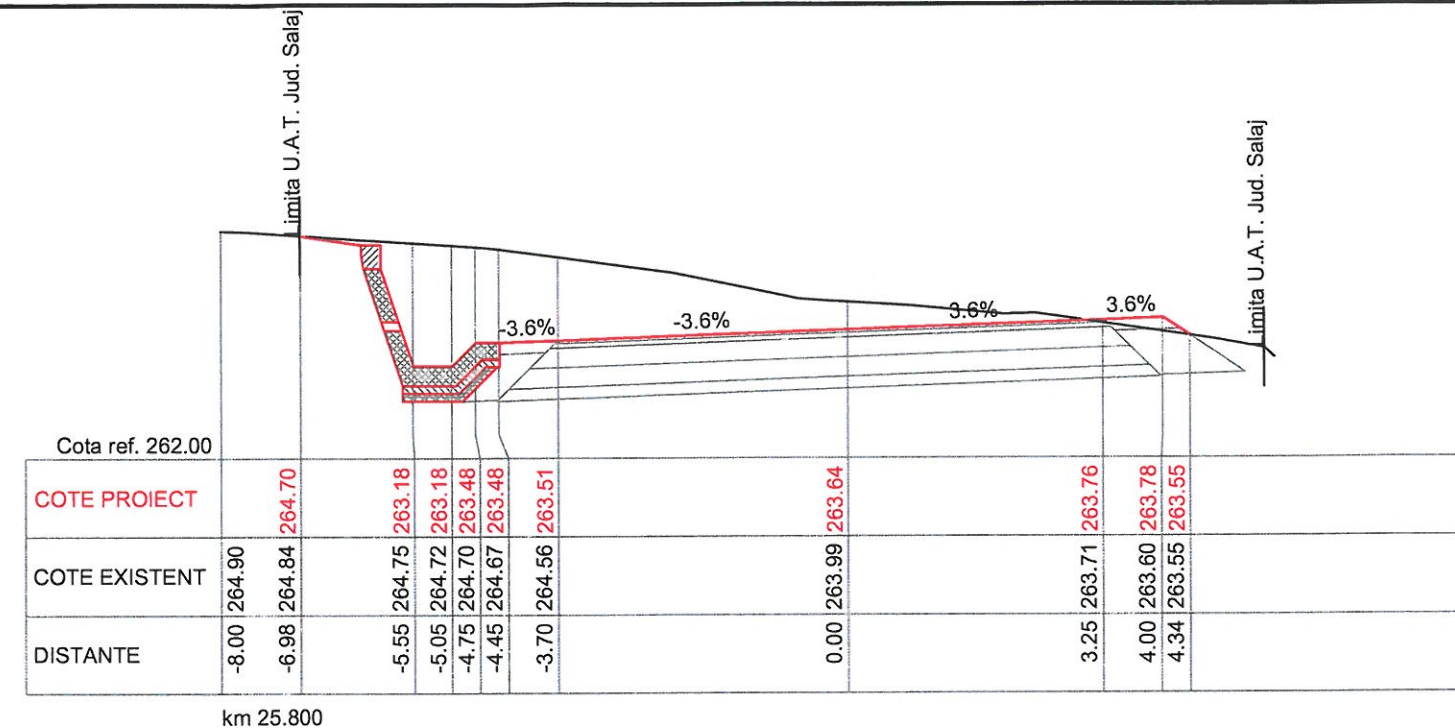 imita U.A.T. Jud. Salaj
imita U.A.T. Jud. Salaj
-3.6%
-3.6%
3.6%
3.6%
Cota ref. 262.00
COTE PROIECT 264.70 263.18 263.18 263.48 263.48 263.51 263.64 263.76 263.78 263.55
COTE EXISTENT 264.90 264.84 264.75 264.72 264.70 264.67 264.56 263.99 263.71 263.60 263.55
DISTANTE -8.00 -6.98 -5.55 -5.05 -4.75 -4.45 -3.70 0.00 3.25 4.00 4.34
km 25.800